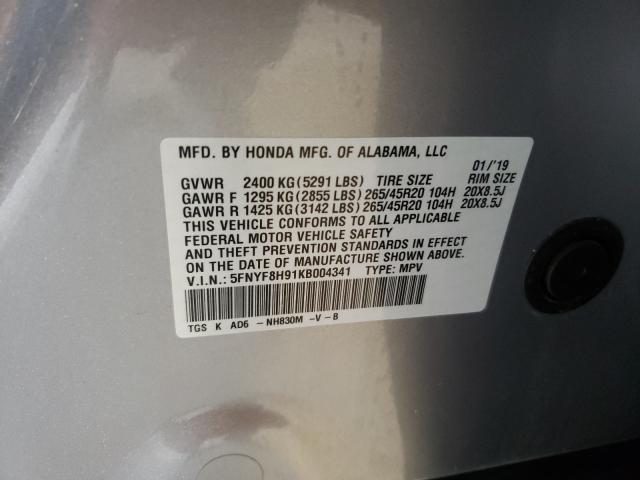 MFD. BY HONDA MFG. OF ALABAMA, LLC 01/'19
GVWR 2400 KG (5291 LBS) TIRE SIZE RIM SIZE
GAWR F 1295 KG (2855 LBS) 265/45R20 104H 20X8.5J
GAWR R 1425 KG (3142 LBS) 265/45R20 104H 20X8.5J
THIS VEHICLE CONFORMS TO ALL APPLICABLE
FEDERAL MOTOR VEHICLE SAFETY
AND THEFT PREVENTION STANDARDS IN EFFECT
ON THE DATE OF MANUFACTURE SHOWN ABOVE
V.I.N.: 5FNYF8H91KB004341 TYPE: MPV
TGS K AD6 -NH830M -V-B